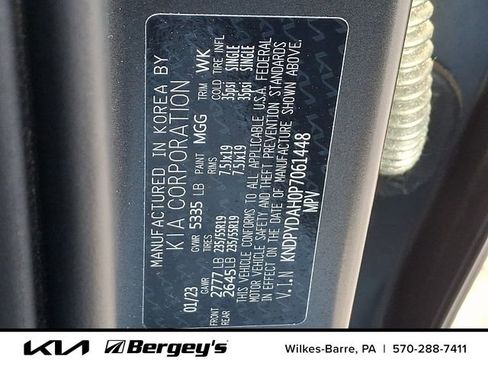 MANUFACTURED IN KOREA BY
KIA CORPORATION
GVWR 5335 LB PAINT MGG TRIM WK
01/23 GAWR TIRES RIMS COLD TIRE INFL
FRONT 2777 LB 235/55R19 7.5Jx19 35psi SINGLE
REAR 2645LB 235/55R19 7.5Jx19 35psi SINGLE
THIS VEHICLE CONFORMS TO ALL APPLICABLE U.S.A. FEDERAL
MOTOR VEHICLE SAFETY, BUMPER, AND THEFT PREVENTION STANDARDS
IN EFFECT ON THE DATE OF MANUFACTURE SHOWN ABOVE.
V.I.N KNDPYDAH0P7061448
MPV
KIA Bergey's Wilkes-Barre, PA | 570-288-7411